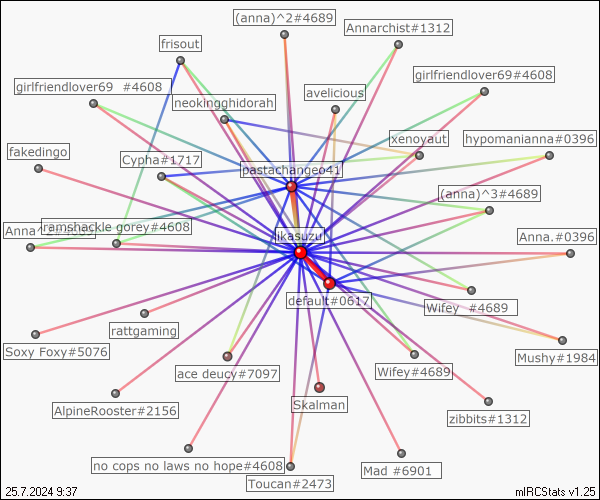 (anna)^2#4689
Annarchist#1312
frisout
girlfriendlover69 #4608
avelicious
girlfriendlover69#4608
neokingghidorah
fakedingo
Cypha#1717
xenoyaut
hypomanianna#0396
pastachangeo41
(anna)^3#4689
Anna^
ramshackle gorey#4608
ikasuzu
Anna.#0396
default#0617
Wifey_#4689
rattgaming
Soxy Foxy#5076
Mushy#1984
ace deucy#7097
Wifey#4689
Skalman
AlpineRooster#2156
zibbits#1312
no cops no laws no hope#4608
Mad #6901
Toucan#2473
25.7.2024 9:37
mIRCStats v1.25